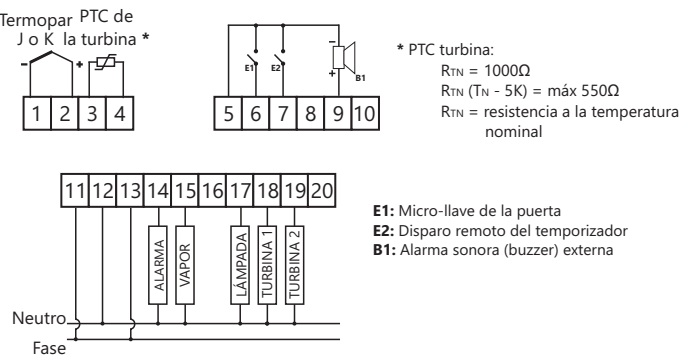 Termopar PTC de
J o K la turbina *
- + 
1 2 3 4
E1 E2 - + B1
5 6 7 8 9 10
* PTC turbina:
RTN = 1000Ω
RTN (TN - 5K) = máx 550Ω
RTN = resistencia a la temperatura
nominal
11 12 13 14 15 16 17 18 19 20
ALARMA
VAPOR
LÁMPADA
TURBINA 1
TURBINA 2
E1: Micro-llave de la puerta
E2: Disparo remoto del temporizador
B1: Alarma sonora (buzzer) externa
Neutro
Fase